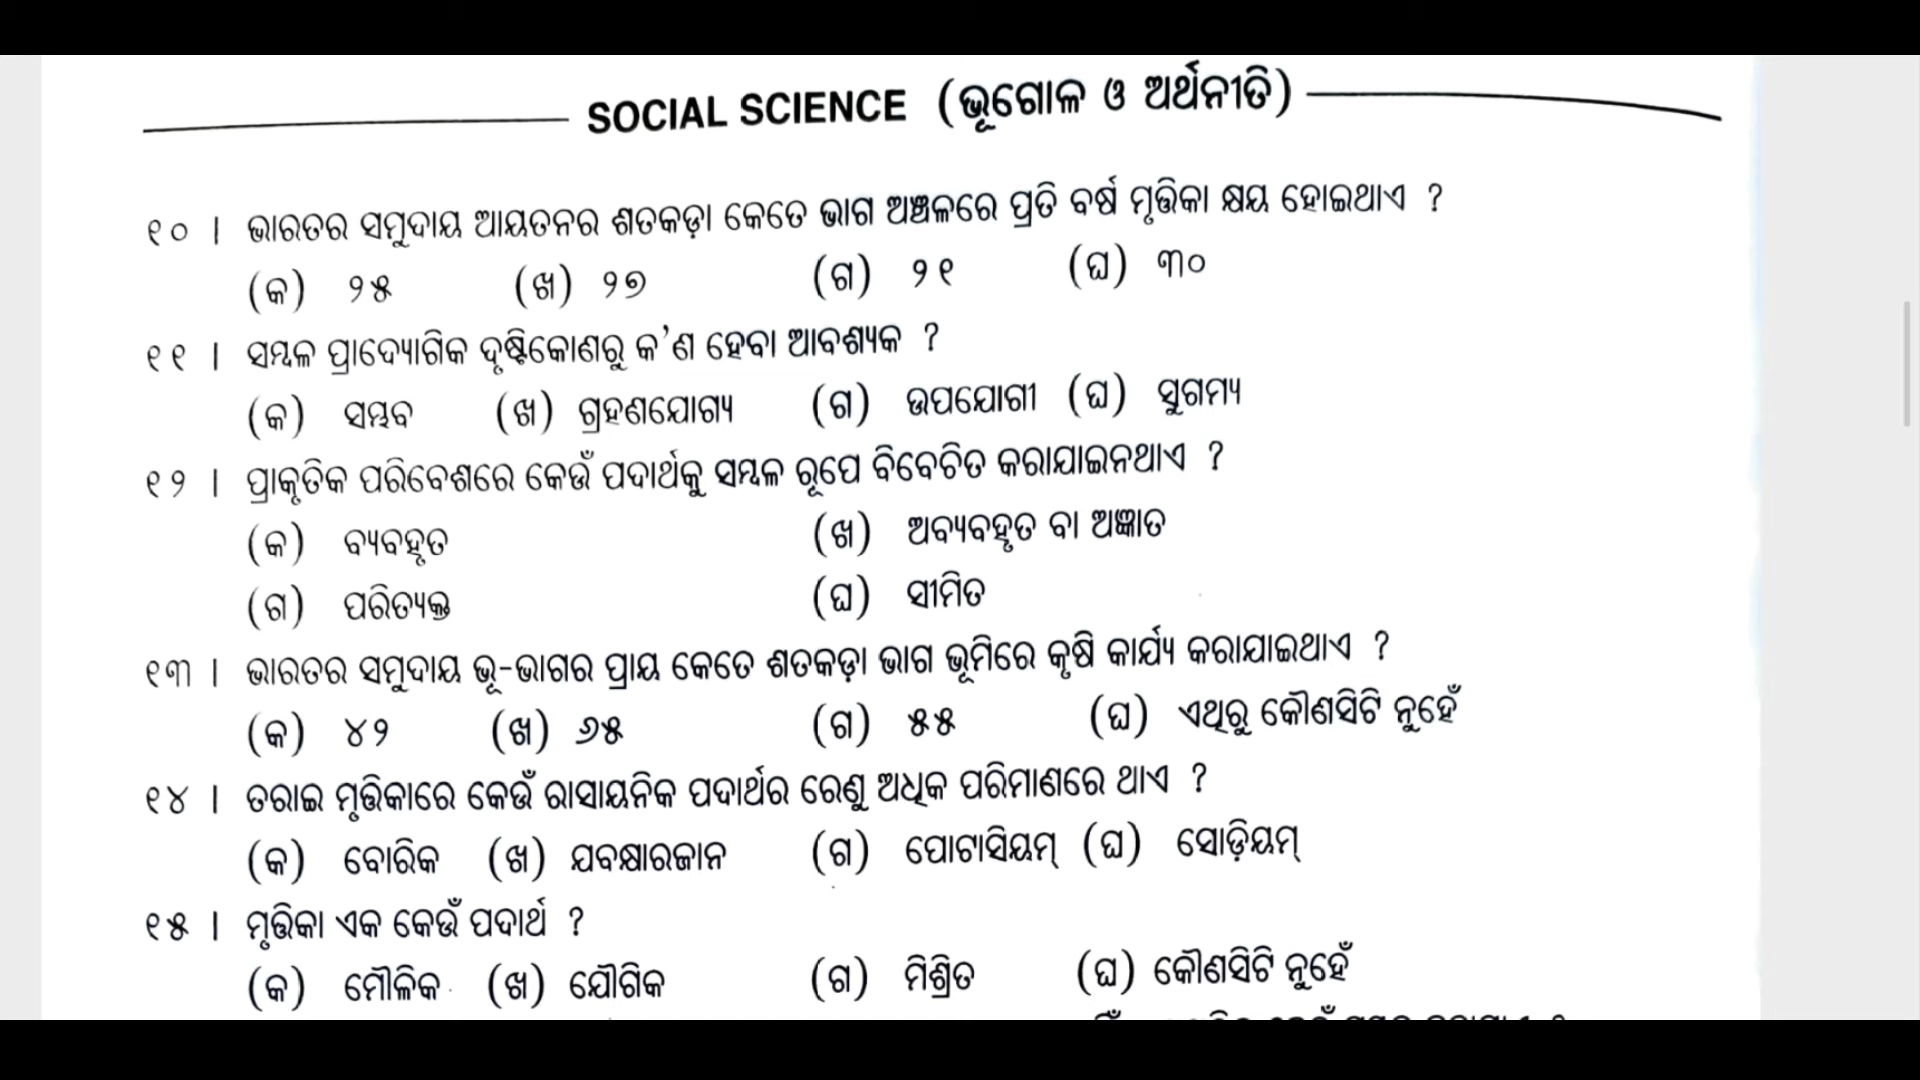 SOCIAL SCIENCE (ଭୂଗୋଳ ଓ ଅର୍ଥନୀତି)
୧୦ । ଭାରତର ସମୁଦାୟ ଆୟତନର ଶତକଡ଼ା କେତେ ଭାଗ ଅଞ୍ଚଳରେ ପ୍ରତି ବର୍ଷ ମୃତ୍ତିକା କ୍ଷୟ ହୋଇଥାଏ ?
(କ) ୨୫ (ଖ) ୨୭ (ଗ) ୨୧ (ଘ) ୩୦
୧୧ । ସମ୍ବଳ ପ୍ରାଦ୍ୟୋଗିକ ଦୃଷ୍ଟିକୋଣରୁ କ'ଣ ହେବା ଆବଶ୍ୟକ ?
(କ) ସମ୍ଭବ (ଖ) ଗ୍ରହଣଯୋଗ୍ୟ (ଗ) ଉପଯୋଗୀ (ଘ) ସୁଗମ୍ୟ
୧୨ । ପ୍ରାକୃତିକ ପରିବେଶରେ କେଉଁ ପଦାର୍ଥକୁ ସମ୍ବଳ ରୂପେ ବିବେଚିତ କରାଯାଇନଥାଏ ?
(କ) ବ୍ୟବହୃତ (ଖ) ଅବ୍ୟବହୃତ ବା ଅଜ୍ଞାତ
(ଗ) ପରିତ୍ୟକ୍ତ (ଘ) ସୀମିତ
୧୩ । ଭାରତର ସମୁଦାୟ ଭୂ-ଭାଗର ପ୍ରାୟ କେତେ ଶତକଡ଼ା ଭାଗ ଭୂମିରେ କୃଷି କାର୍ଯ୍ୟ କରାଯାଇଥାଏ ?
(କ) ୪୨ (ଖ) ୬୫ (ଗ) ୫୫ (ଘ) ଏଥିରୁ କୌଣସିଟି ନୁହେଁ
୧୪ । ତରାଇ ମୃତ୍ତିକାରେ କେଉଁ ରାସାୟନିକ ପଦାର୍ଥର ରେଣୁ ଅଧିକ ପରିମାଣରେ ଥାଏ ?
(କ) ବୋରିକ (ଖ) ଯବକ୍ଷାରଜାନ (ଗ) ପୋଟାସିୟମ୍ (ଘ) ସୋଡ଼ିୟମ୍
୧୫ । ମୃତ୍ତିକା ଏକ କେଉଁ ପଦାର୍ଥ ?
(କ) ମୌଳିକ (ଖ) ଯୌଗିକ (ଗ) ମିଶ୍ରିତ (ଘ) କୌଣସିଟି ନୁହେଁ